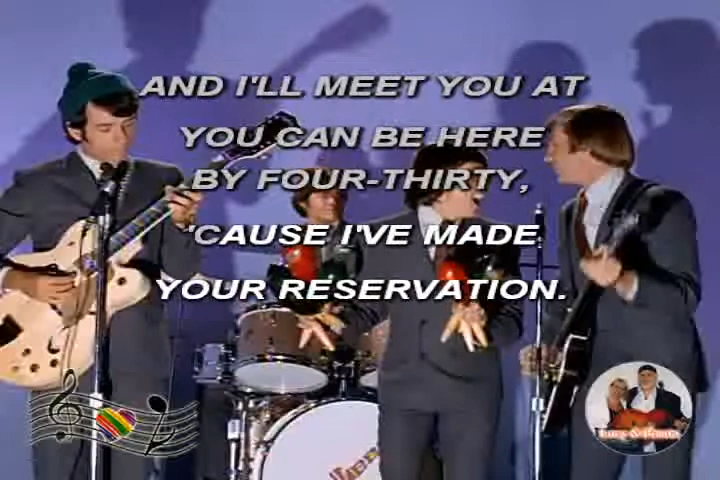 AND I'LL MEET YOU AT
YOU CAN BE HERE
BY FOUR-THIRTY,
'CAUSE I'VE MADE
YOUR RESERVATION.